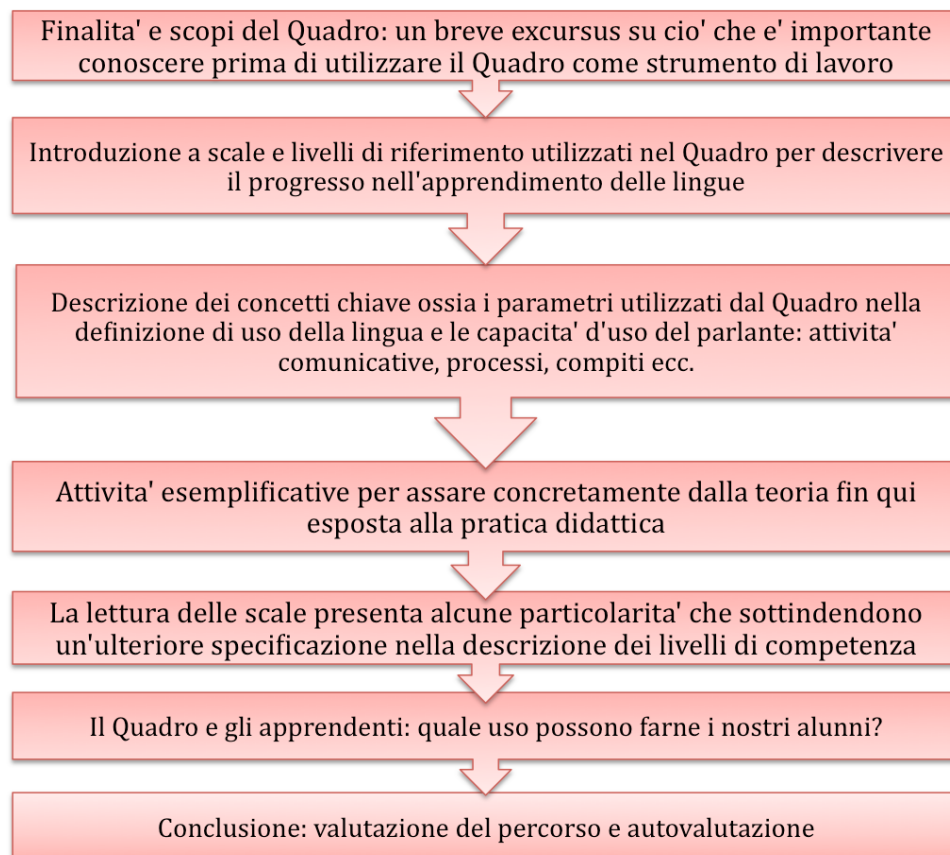 Finalita' e scopi del Quadro: un breve excursus su cio' che e' importante
conoscere prima di utilizzare il Quadro come strumento di lavoro
Introduzione a scale e livelli di riferimento utilizzati nel Quadro per descrivere
il progresso nell'apprendimento delle lingue
Descrizione dei concetti chiave ossia i parametri utilizzati dal Quadro nella
definizione di uso della lingua e le capacita' d'uso del parlante: attivita'
comunicative, processi, compiti ecc.
Attivita' esemplificative per assare concretamente dalla teoria fin qui
esposta alla pratica didattica
La lettura delle scale presenta alcune particolarita' che sottindendono
un'ulteriore specificazione nella descrizione dei livelli di competenza
Il Quadro e gli apprendenti: quale uso possono farne i nostri alunni?
Conclusione: valutazione del percorso e autovalutazione